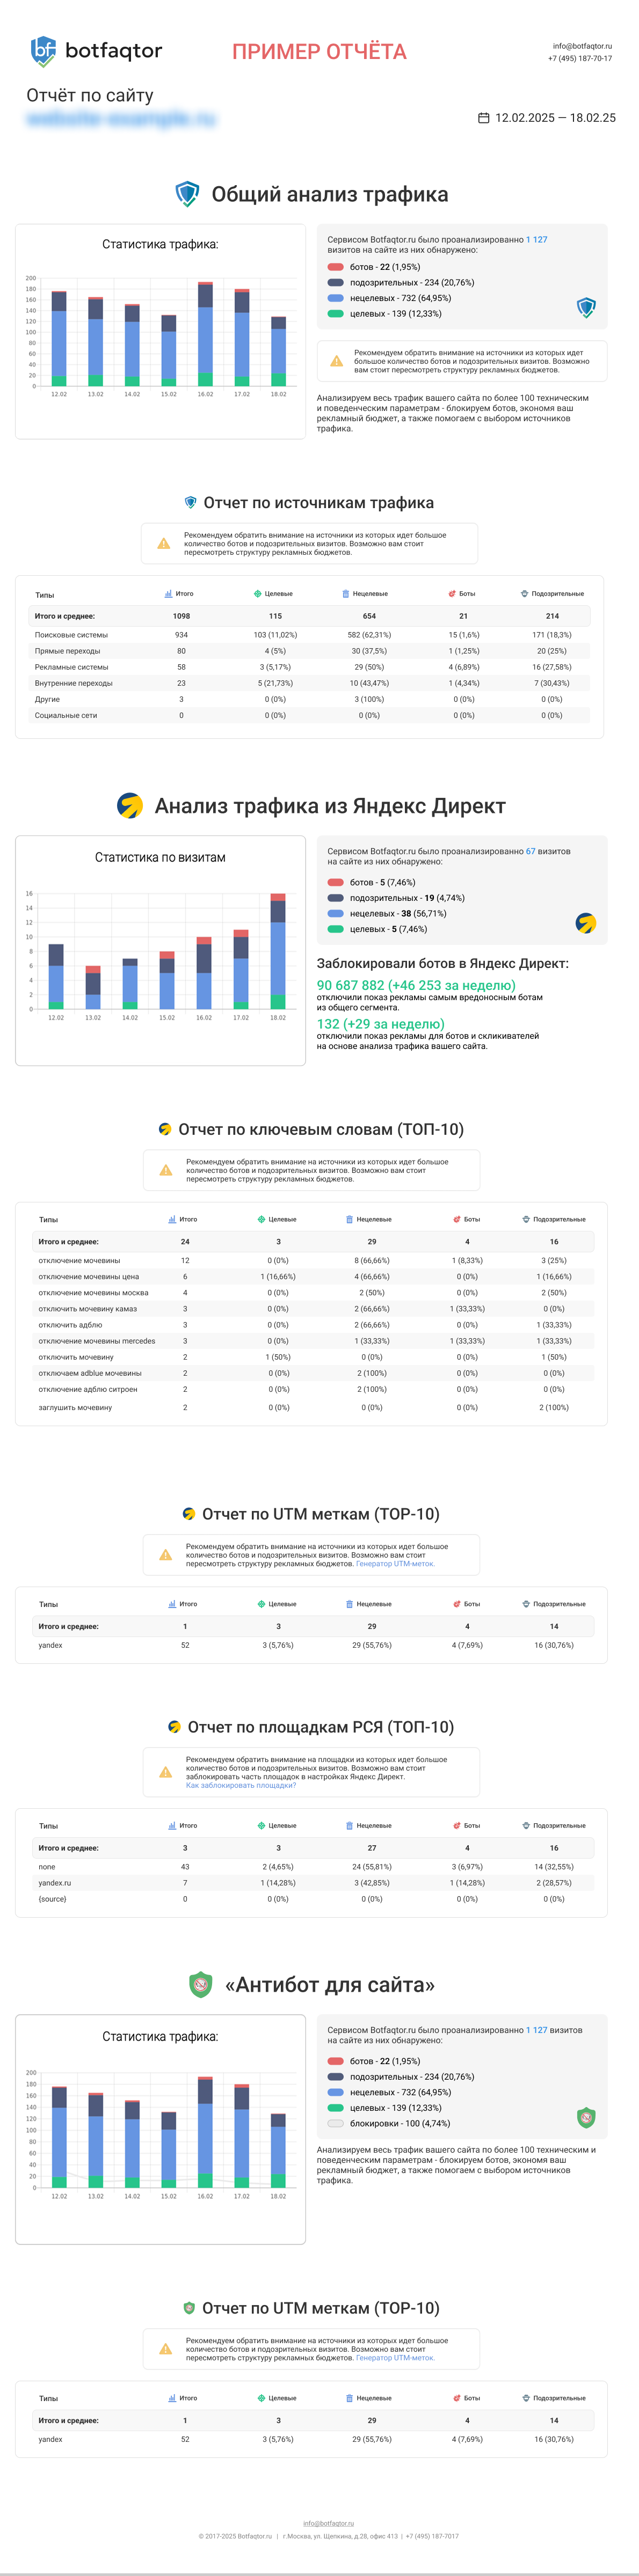 botfaqtor
ПРИМЕР ОТЧЁТА
info@botfaqtor.ru
+7 (495) 187-70-17
Отчёт по сайту
12.02.2025 — 18.02.25
Общий анализ трафика
Статистика трафика:
200
180
160
140
120
100
80
60
40
20
0
12.02 13.02 14.02 15.02 16.02 17.02 18.02
Сервисом Botfaqtor.ru было проанализированно 1 127
визитов на сайте из них обнаружено:
ботов - 22 (1,95%)
подозрительных - 234 (20,76%)
нецелевых - 732 (64,95%)
целевых - 139 (12,33%)
Рекомендуем обратить внимание на источники из которых идет
большое количество ботов и подозрительных визитов. Возможно
вам стоит пересмотреть структуру рекламных бюджетов.
Анализируем весь трафик вашего сайта по более 100 техническим
и поведенческим параметрам - блокируем ботов, экономя ваш
рекламный бюджет, а также помогаем с выбором источников
трафика.
Отчет по источникам трафика
Рекомендуем обратить внимание на источники из которых идет большое
количество ботов и подозрительных визитов. Возможно вам стоит
пересмотреть структуру рекламных бюджетов.
Типы Итого Целевые Нецелевые Боты Подозрительные
Итого и среднее: 1098 115 654 21 214
Поисковые системы 934 103 (11,02%) 582 (62,31%) 15 (1,6%) 171 (18,3%)
Прямые переходы 80 4 (5%) 30 (37,5%) 1 (1,25%) 20 (25%)
Рекламные системы 58 3 (5,17%) 29 (50%) 4 (6,89%) 16 (27,58%)
Внутренние переходы 23 5 (21,73%) 10 (43,47%) 1 (4,34%) 7 (30,43%)
Другие 3 0 (0%) 3 (100%) 0 (0%) 0 (0%)
Социальные сети 0 0 (0%) 0 (0%) 0 (0%) 0 (0%)
Анализ трафика из Яндекс Директ
Статистика по визитам
16
14
12
10
8
6
4
2
0
12.02 13.02 14.02 15.02 16.02 17.02 18.02
Сервисом Botfaqtor.ru было проанализированно 67 визитов
на сайте из них обнаружено:
ботов - 5 (7,46%)
подозрительных - 19 (4,74%)
нецелевых - 38 (56,71%)
целевых - 5 (7,46%)
Заблокировали ботов в Яндекс Директ:
90 687 882 (+46 253 за неделю)
отключили показ рекламы самым вредоносным ботам
из общего сегмента.
132 (+29 за неделю)
отключили показ рекламы для ботов и скликивателей
на основе анализа трафика вашего сайта.
Отчет по ключевым словам (ТОП-10)
Рекомендуем обратить внимание на источники из которых идет большое
количество ботов и подозрительных визитов. Возможно вам стоит
пересмотреть структуру рекламных бюджетов.
Типы Итого Целевые Нецелевые Боты Подозрительные
Итого и среднее: 24 3 29 4 16
отключение мочевины 12 0 (0%) 8 (66,66%) 1 (8,33%) 3 (25%)
отключение мочевины цена 6 1 (16,66%) 4 (66,66%) 0 (0%) 1 (16,66%)
отключение мочевины москва 4 0 (0%) 2 (50%) 0 (0%) 2 (50%)
отключить мочевину камаз 3 0 (0%) 2 (66,66%) 1 (33,33%) 0 (0%)
отключить адблю 3 0 (0%) 2 (66,66%) 0 (0%) 1 (33,33%)
отключение мочевины mercedes 3 0 (0%) 1 (33,33%) 1 (33,33%) 1 (33,33%)
отключить мочевину 2 1 (50%) 0 (0%) 0 (0%) 1 (50%)
отключаем adblue мочевины 2 0 (0%) 2 (100%) 0 (0%) 0 (0%)
отключение адблю ситроен 2 0 (0%) 2 (100%) 0 (0%) 0 (0%)
заглушить мочевину 2 0 (0%) 0 (0%) 0 (0%) 2 (100%)
Отчет по UTM меткам (TOP-10)
Рекомендуем обратить внимание на источники из которых идет большое
количество ботов и подозрительных визитов. Возможно вам стоит
пересмотреть структуру рекламных бюджетов. Генератор UTM-меток.
Типы Итого Целевые Нецелевые Боты Подозрительные
Итого и среднее: 1 3 29 4 14
yandex 52 3 (5,76%) 29 (55,76%) 4 (7,69%) 16 (30,76%)
Отчет по площадкам РСЯ (ТОП-10)
Рекомендуем обратить внимание на площадки из которых идет большое
количество ботов и подозрительных визитов. Возможно вам стоит
заблокировать часть площадок в настройках Яндекс Директ.
Как заблокировать площадки?
Типы Итого Целевые Нецелевые Боты Подозрительные
Итого и среднее: 3 3 27 4 16
none 43 2 (4,65%) 24 (55,81%) 3 (6,97%) 14 (32,55%)
yandex.ru 7 1 (14,28%) 3 (42,85%) 1 (14,28%) 2 (28,57%)
{source} 0 0 (0%) 0 (0%) 0 (0%) 0 (0%)
«Антибот для сайта»
Статистика трафика:
200
180
160
140
120
100
80
60
40
20
0
12.02 13.02 14.02 15.02 16.02 17.02 18.02
Сервисом Botfaqtor.ru было проанализированно 1 127 визитов
на сайте из них обнаружено:
ботов - 22 (1,95%)
подозрительных - 234 (20,76%)
нецелевых - 732 (64,95%)
целевых - 139 (12,33%)
блокировки - 100 (4,74%)
Анализируем весь трафик вашего сайта по более 100 техническим и
поведенческим параметрам - блокируем ботов, экономя ваш
рекламный бюджет, а также помогаем с выбором источников
трафика.
Отчет по UTM меткам (TOP-10)
Рекомендуем обратить внимание на источники из которых идет большое
количество ботов и подозрительных визитов. Возможно вам стоит
пересмотреть структуру рекламных бюджетов. Генератор UTM-меток.
Типы Итого Целевые Нецелевые Боты Подозрительные
Итого и среднее: 1 3 29 4 14
yandex 52 3 (5,76%) 29 (55,76%) 4 (7,69%) 16 (30,76%)
info@botfaqtor.ru
© 2017-2025 Botfaqtor.ru | г.Москва, ул. Щепкина, д.28, офис 413 | +7 (495) 187-7017